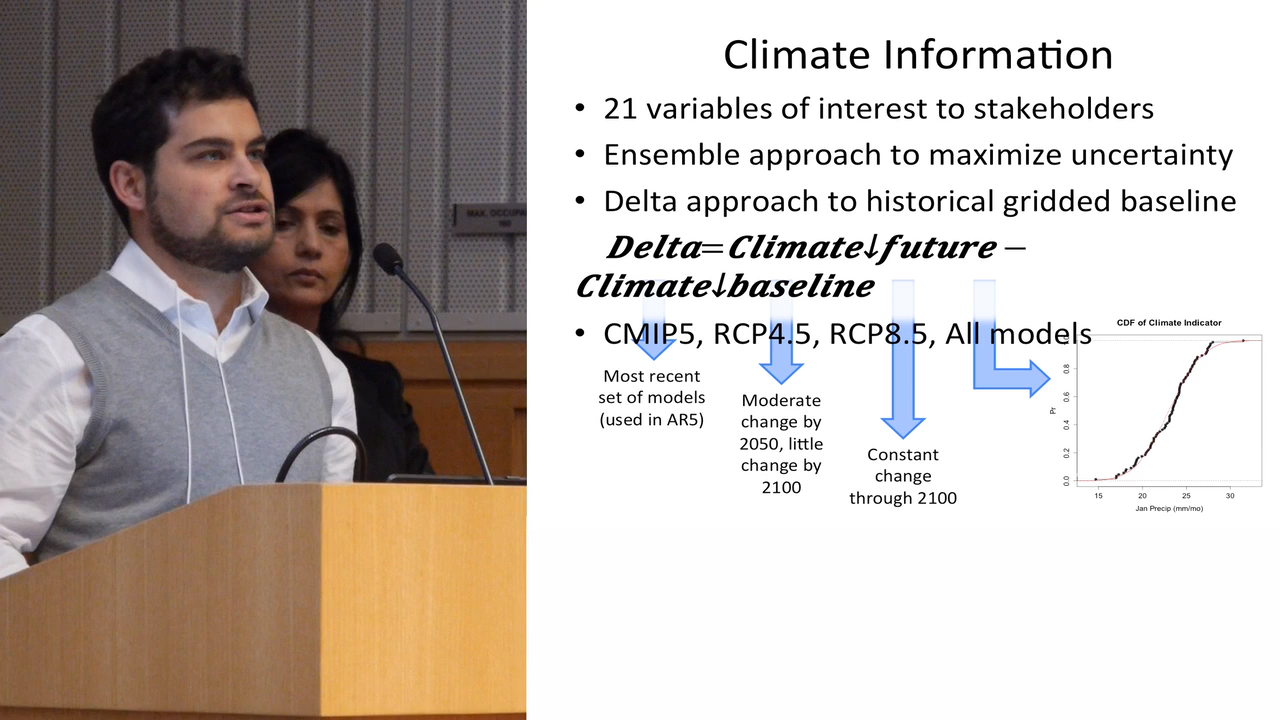 Climate Information
• 21 variables of interest to stakeholders
• Ensemble approach to maximize uncertainty
• Delta approach to historical gridded baseline
Delta=Climate↓future −
Climate↓baseline
• CMIP5, RCP4.5, RCP8.5, All models
Most recent
set of models
(used in AR5)
Moderate
change by
2050, little
change by
2100
Constant
change
through 2100
CDF of Climate Indicator
Pr
0.8
0.6
0.4
0.2
0.0
15 20 25 30
Jan Precip (mm/mo)
MAX. OCCUPA